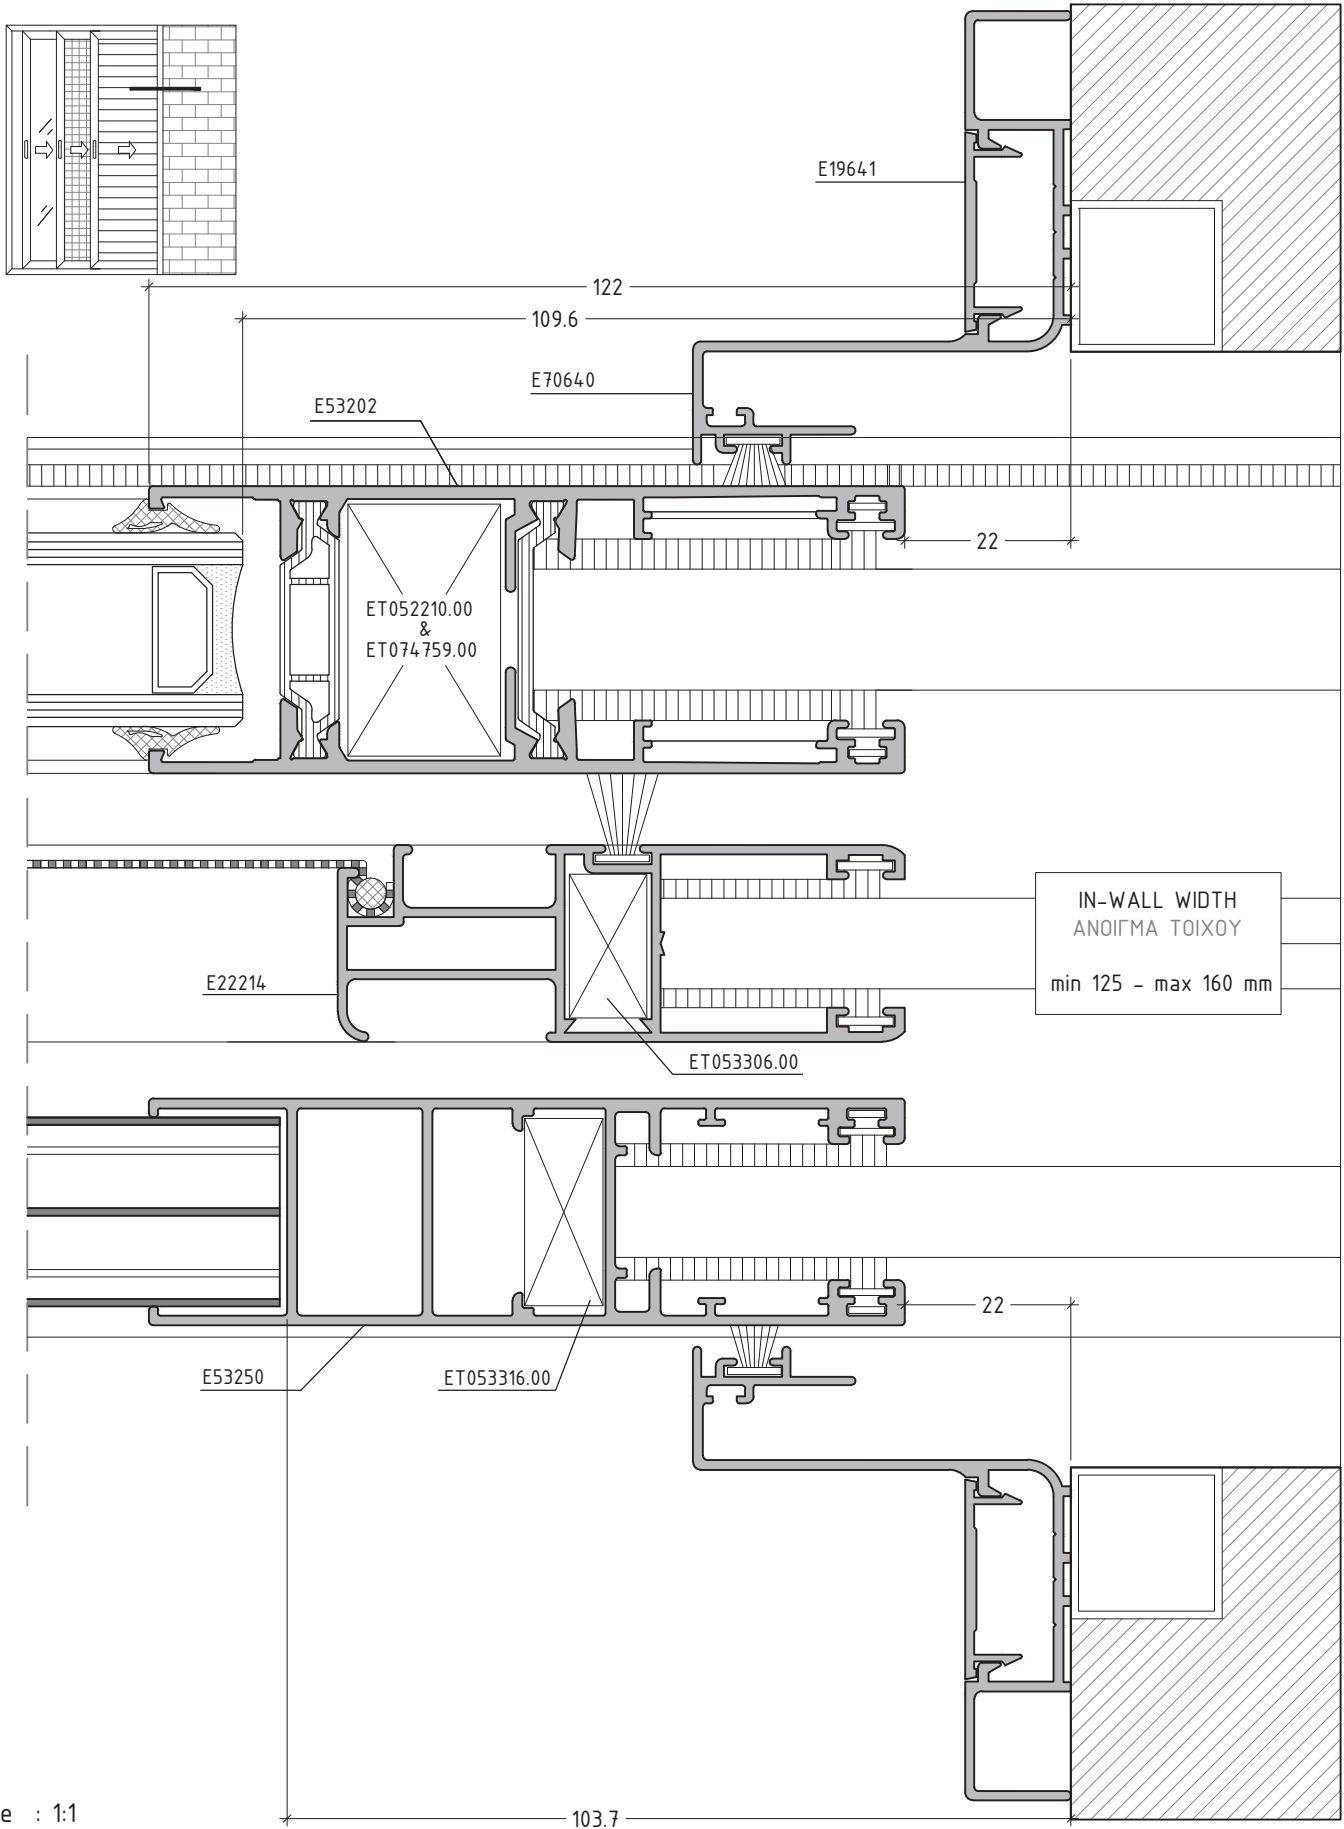 E19641
122
109.6
E70640
E53202
22
ET052210.00
&
ET074759.00
IN-WALL WIDTH
ΑΝΟΙΓΜΑ ΤΟΙΧΟΥ
min 125 - max 160 mm
E22214
ET053306.00
22
E53250
ET053316.00
e : 1:1
103.7